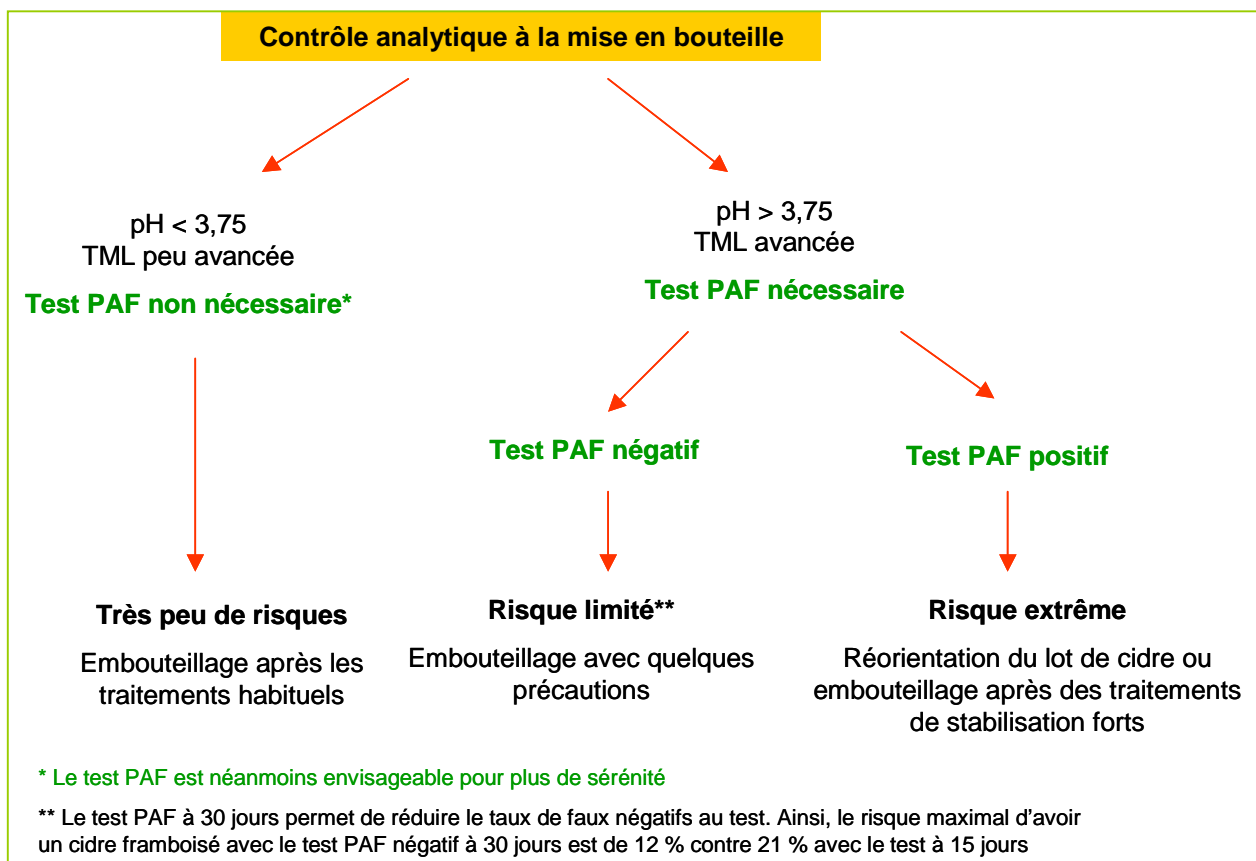 Contrôle analytique à la mise en bouteille
pH < 3,75
TML peu avancée
Test PAF non nécessaire*
pH > 3,75
TML avancée
Test PAF nécessaire
Test PAF négatif
Test PAF positif
Très peu de risques
Embouteillage après les
traitements habituels
Risque limité**
Embouteillage avec quelques
précautions
Risque extrême
Réorientation du lot de cidre ou
embouteillage après des traitements
de stabilisation forts
* Le test PAF est néanmoins envisageable pour plus de sérénité
** Le test PAF à 30 jours permet de réduire le taux de faux négatifs au test. Ainsi, le risque maximal d'avoir
un cidre framboisé avec le test PAF négatif à 30 jours est de 12 % contre 21 % avec le test à 15 jours